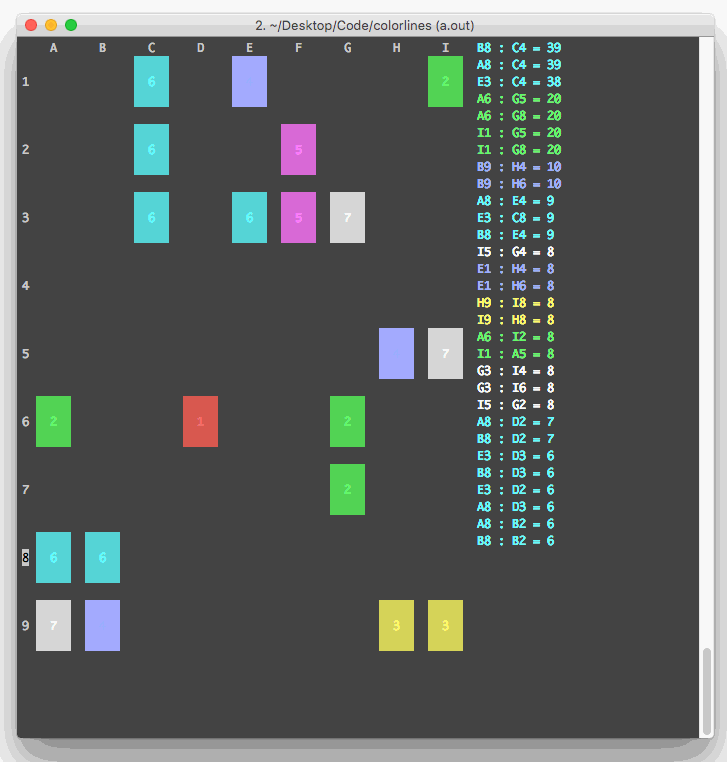 2. ~/Desktop/Code/colorlines (a.out)
A B C D E F G H I
1 6 2
2 6 5
3 6 6 5 7
4
5 7
6 2 1 2
7 2
8 6 6
9 7 3 3
B8 : C4 = 39
A8 : C4 = 39
E3 : C4 = 38
A6 : G5 = 20
A6 : G8 = 20
I1 : G5 = 20
I1 : G8 = 20
B9 : H4 = 10
B9 : H6 = 10
A8 : E4 = 9
E3 : C8 = 9
B8 : E4 = 9
I5 : G4 = 8
E1 : H4 = 8
E1 : H6 = 8
H9 : I8 = 8
I9 : H8 = 8
A6 : I2 = 8
I1 : A5 = 8
G3 : I4 = 8
G3 : I6 = 8
I5 : G2 = 8
A8 : D2 = 7
B8 : D2 = 7
E3 : D3 = 6
B8 : D3 = 6
E3 : D2 = 6
A8 : D3 = 6
A8 : B2 = 6
B8 : B2 = 6